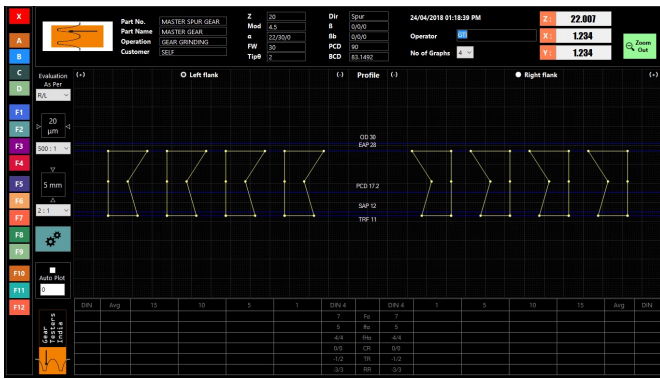 X
A
B
C
D
F1
F2
F3
F4
F5
F6
F7
F8
F9
F10
F11
F12
Part No. MASTER SPUR GEAR
Part Name MASTER GEAR
Operation GEAR GRINDING
Customer SELF
Z 20
Mod 4.5
α 22/30/0
FW 30
Tipθ 2
Dir Spur
ß 0/0/0
Bb 0/0/0
PCD 90
BCD 83.1492
24/04/2018 01:18:39 PM
Operator GTI
No of Graphs 4
Z: 22.007
X: 1.234
Y: 1.234
Zoom Out
Evaluation
As Per
R/L
20
µm
500 : 1
5 mm
2 : 1
Auto Plot
0
Gear
Testers
India
(+) Left flank (-) Profile (-) Right flank (+)
OD 30
EAP 28
PCD 17.2
SAP 12
TRF 11
DIN Avg 15 10 5 1 DIN 4 DIN 4 1 5 10 15 Avg DIN
7 Fα 7
5 ffα 5
-4/4 fHα -4/4
0/0 CR 0/0
-1/2 TR -1/2
-3/3 RR -3/3